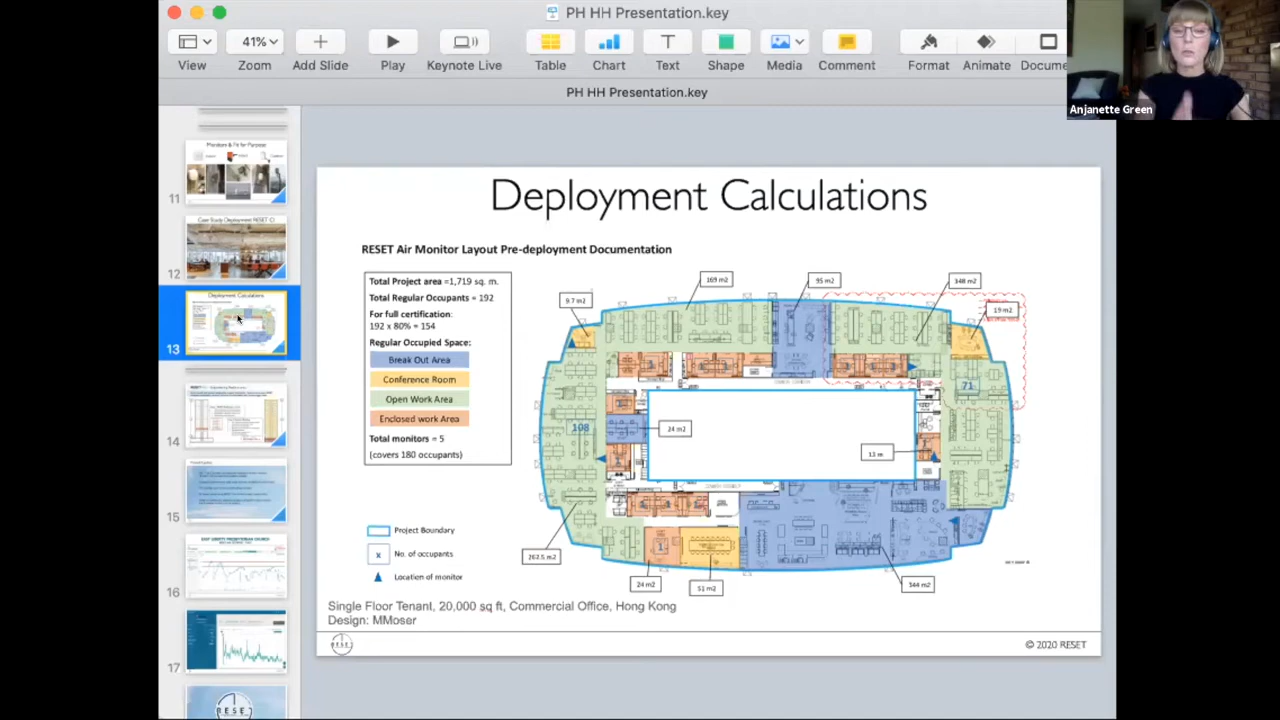 PH HH Presentation.key
41%
View
Zoom
Add Slide
Play
Keynote Live
Table
Chart
Text
Shape
Media
Comment
Format
Animate
Docume
PH HH Presentation.key
Anjanette Green
11
12
13
14
15
16
17
Deployment Calculations
RESET Air Monitor Layout Pre-deployment Documentation
Total Project area =1,719 sq. m.
Total Regular Occupants = 192
For full certification:
192 x 80% = 154
Regular Occupied Space:
Break Out Area
Conference Room
Open Work Area
Enclosed work Area
Total monitors = 5
(covers 180 occupants)
Project Boundary
x
No. of occupants
Location of monitor
9.7 m2
169 m2
95 m2
348 m2
19 m2
71
108
24 m2
13 m
1
263.5 m2
24 m2
51 m2
344 m2
Single Floor Tenant, 20,000 sq ft, Commercial Office, Hong Kong
Design: MMoser
RESET
© 2020 RESET